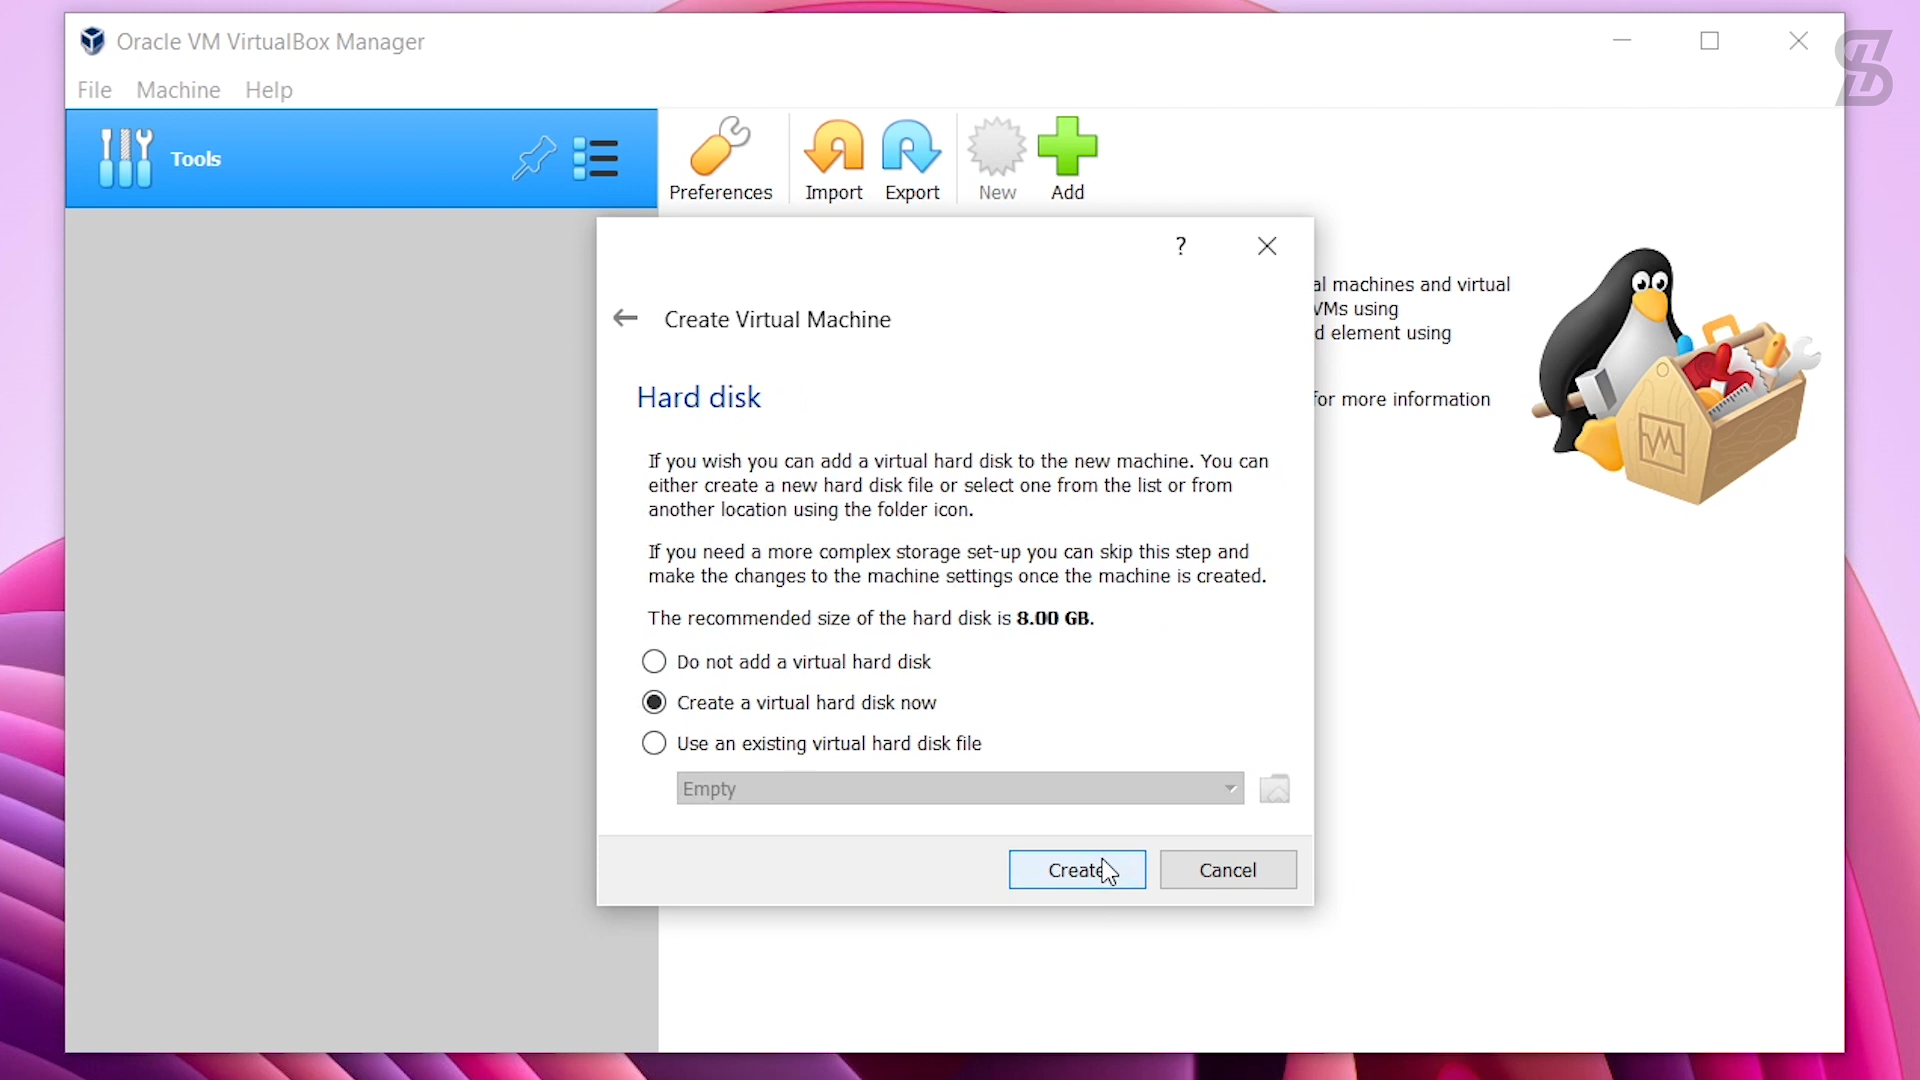 Oracle VM VirtualBox Manager
File Machine Help
Tools
Preferences Import Export New Add
?
al machines and virtual
VMs using
d element using
for more information
Create Virtual Machine
Hard disk
If you wish you can add a virtual hard disk to the new machine. You can
either create a new hard disk file or select one from the list or from
another location using the folder icon.
If you need a more complex storage set-up you can skip this step and
make the changes to the machine settings once the machine is created.
The recommended size of the hard disk is 8.00 GB.
Do not add a virtual hard disk
Create a virtual hard disk now
Use an existing virtual hard disk file
Empty
Create Cancel